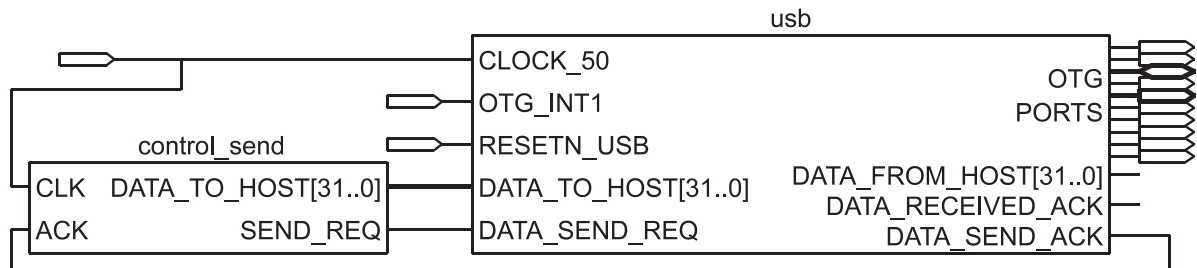 usb
CLOCK_50
OTG_INT1
RESETN_USB
DATA_TO_HOST[31..0]
DATA_SEND_REQ
OTG
PORTS
DATA_FROM_HOST[31..0]
DATA_RECEIVED_ACK
DATA_SEND_ACK
control_send
CLK DATA_TO_HOST[31..0]
ACK SEND_REQ